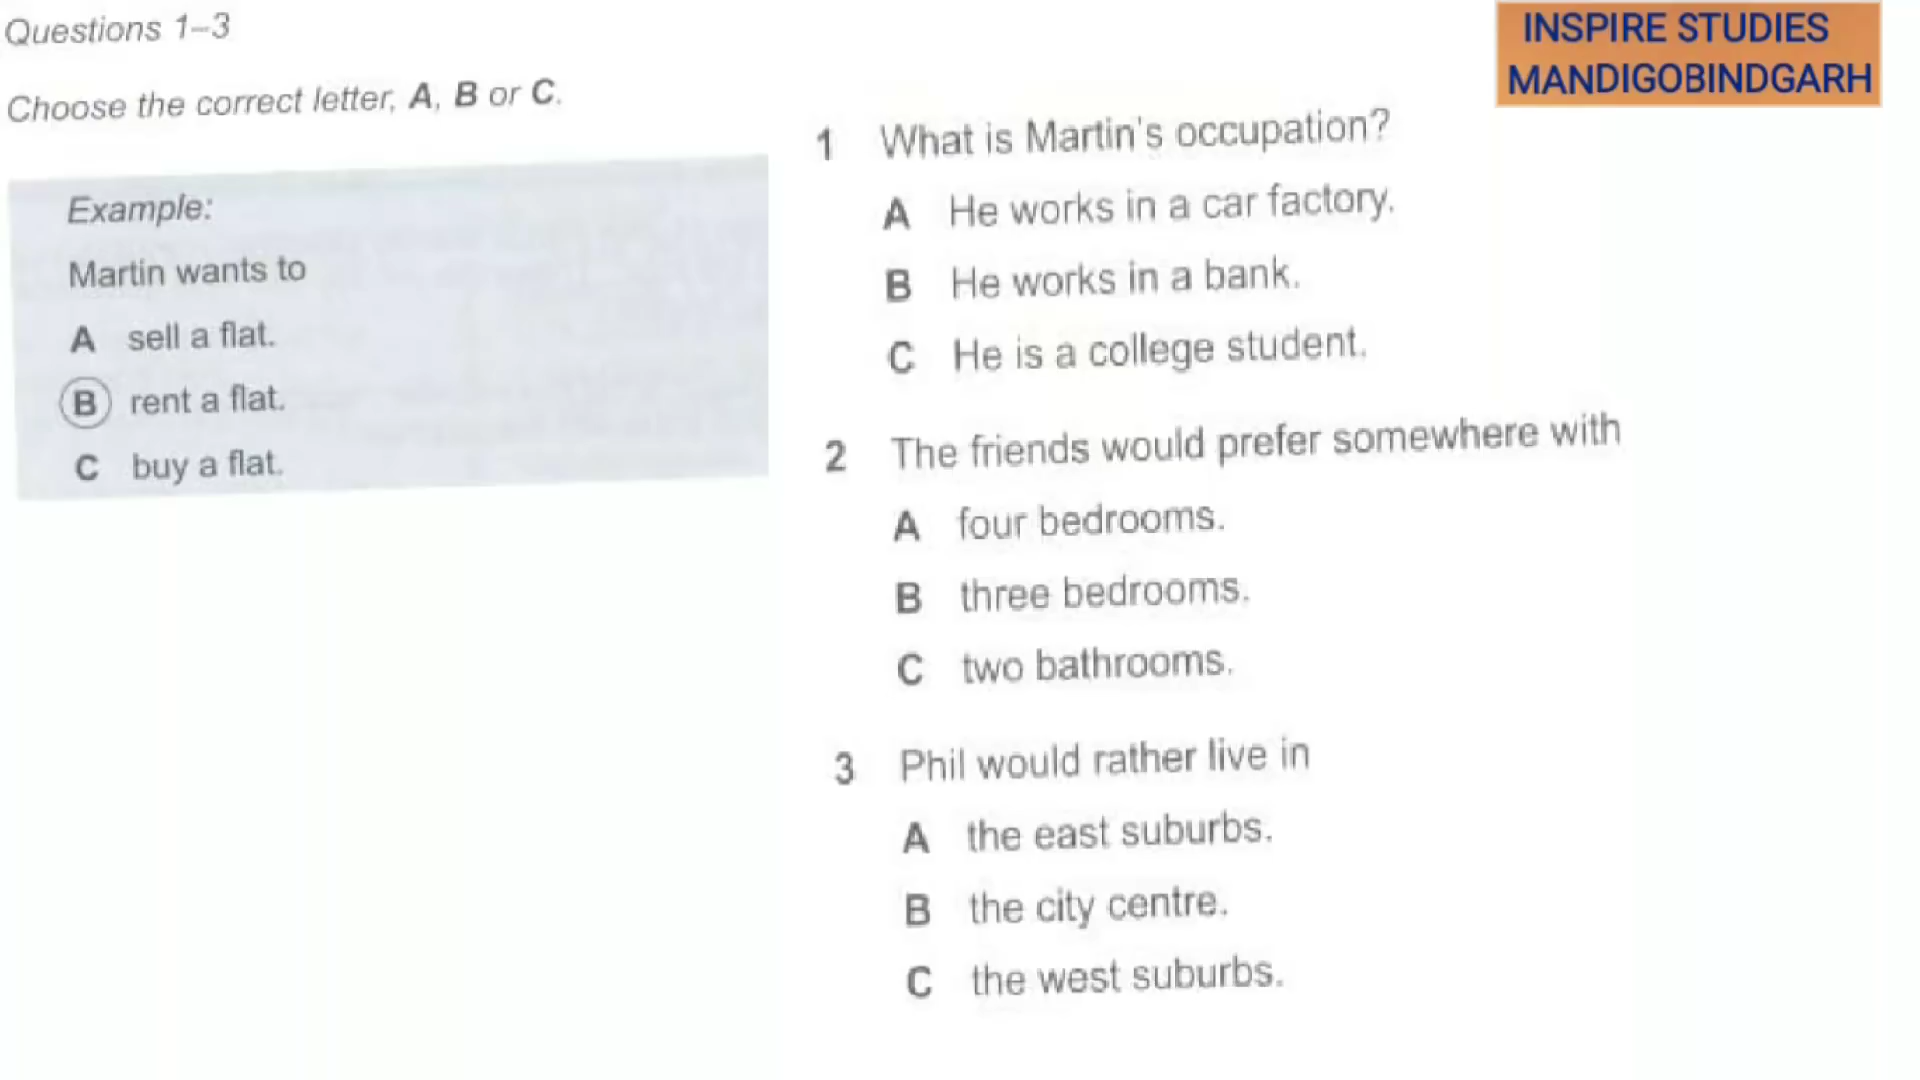 Questions 1–3
Choose the correct letter, A, B or C.
Example:
Martin wants to
A sell a flat.
B rent a flat.
C buy a flat.
INSPIRE STUDIES
MANDIGOBINDGARH
1 What is Martin's occupation?
A He works in a car factory.
B He works in a bank.
C He is a college student.
2 The friends would prefer somewhere with
A four bedrooms.
B three bedrooms.
C two bathrooms.
3 Phil would rather live in
A the east suburbs.
B the city centre.
C the west suburbs.